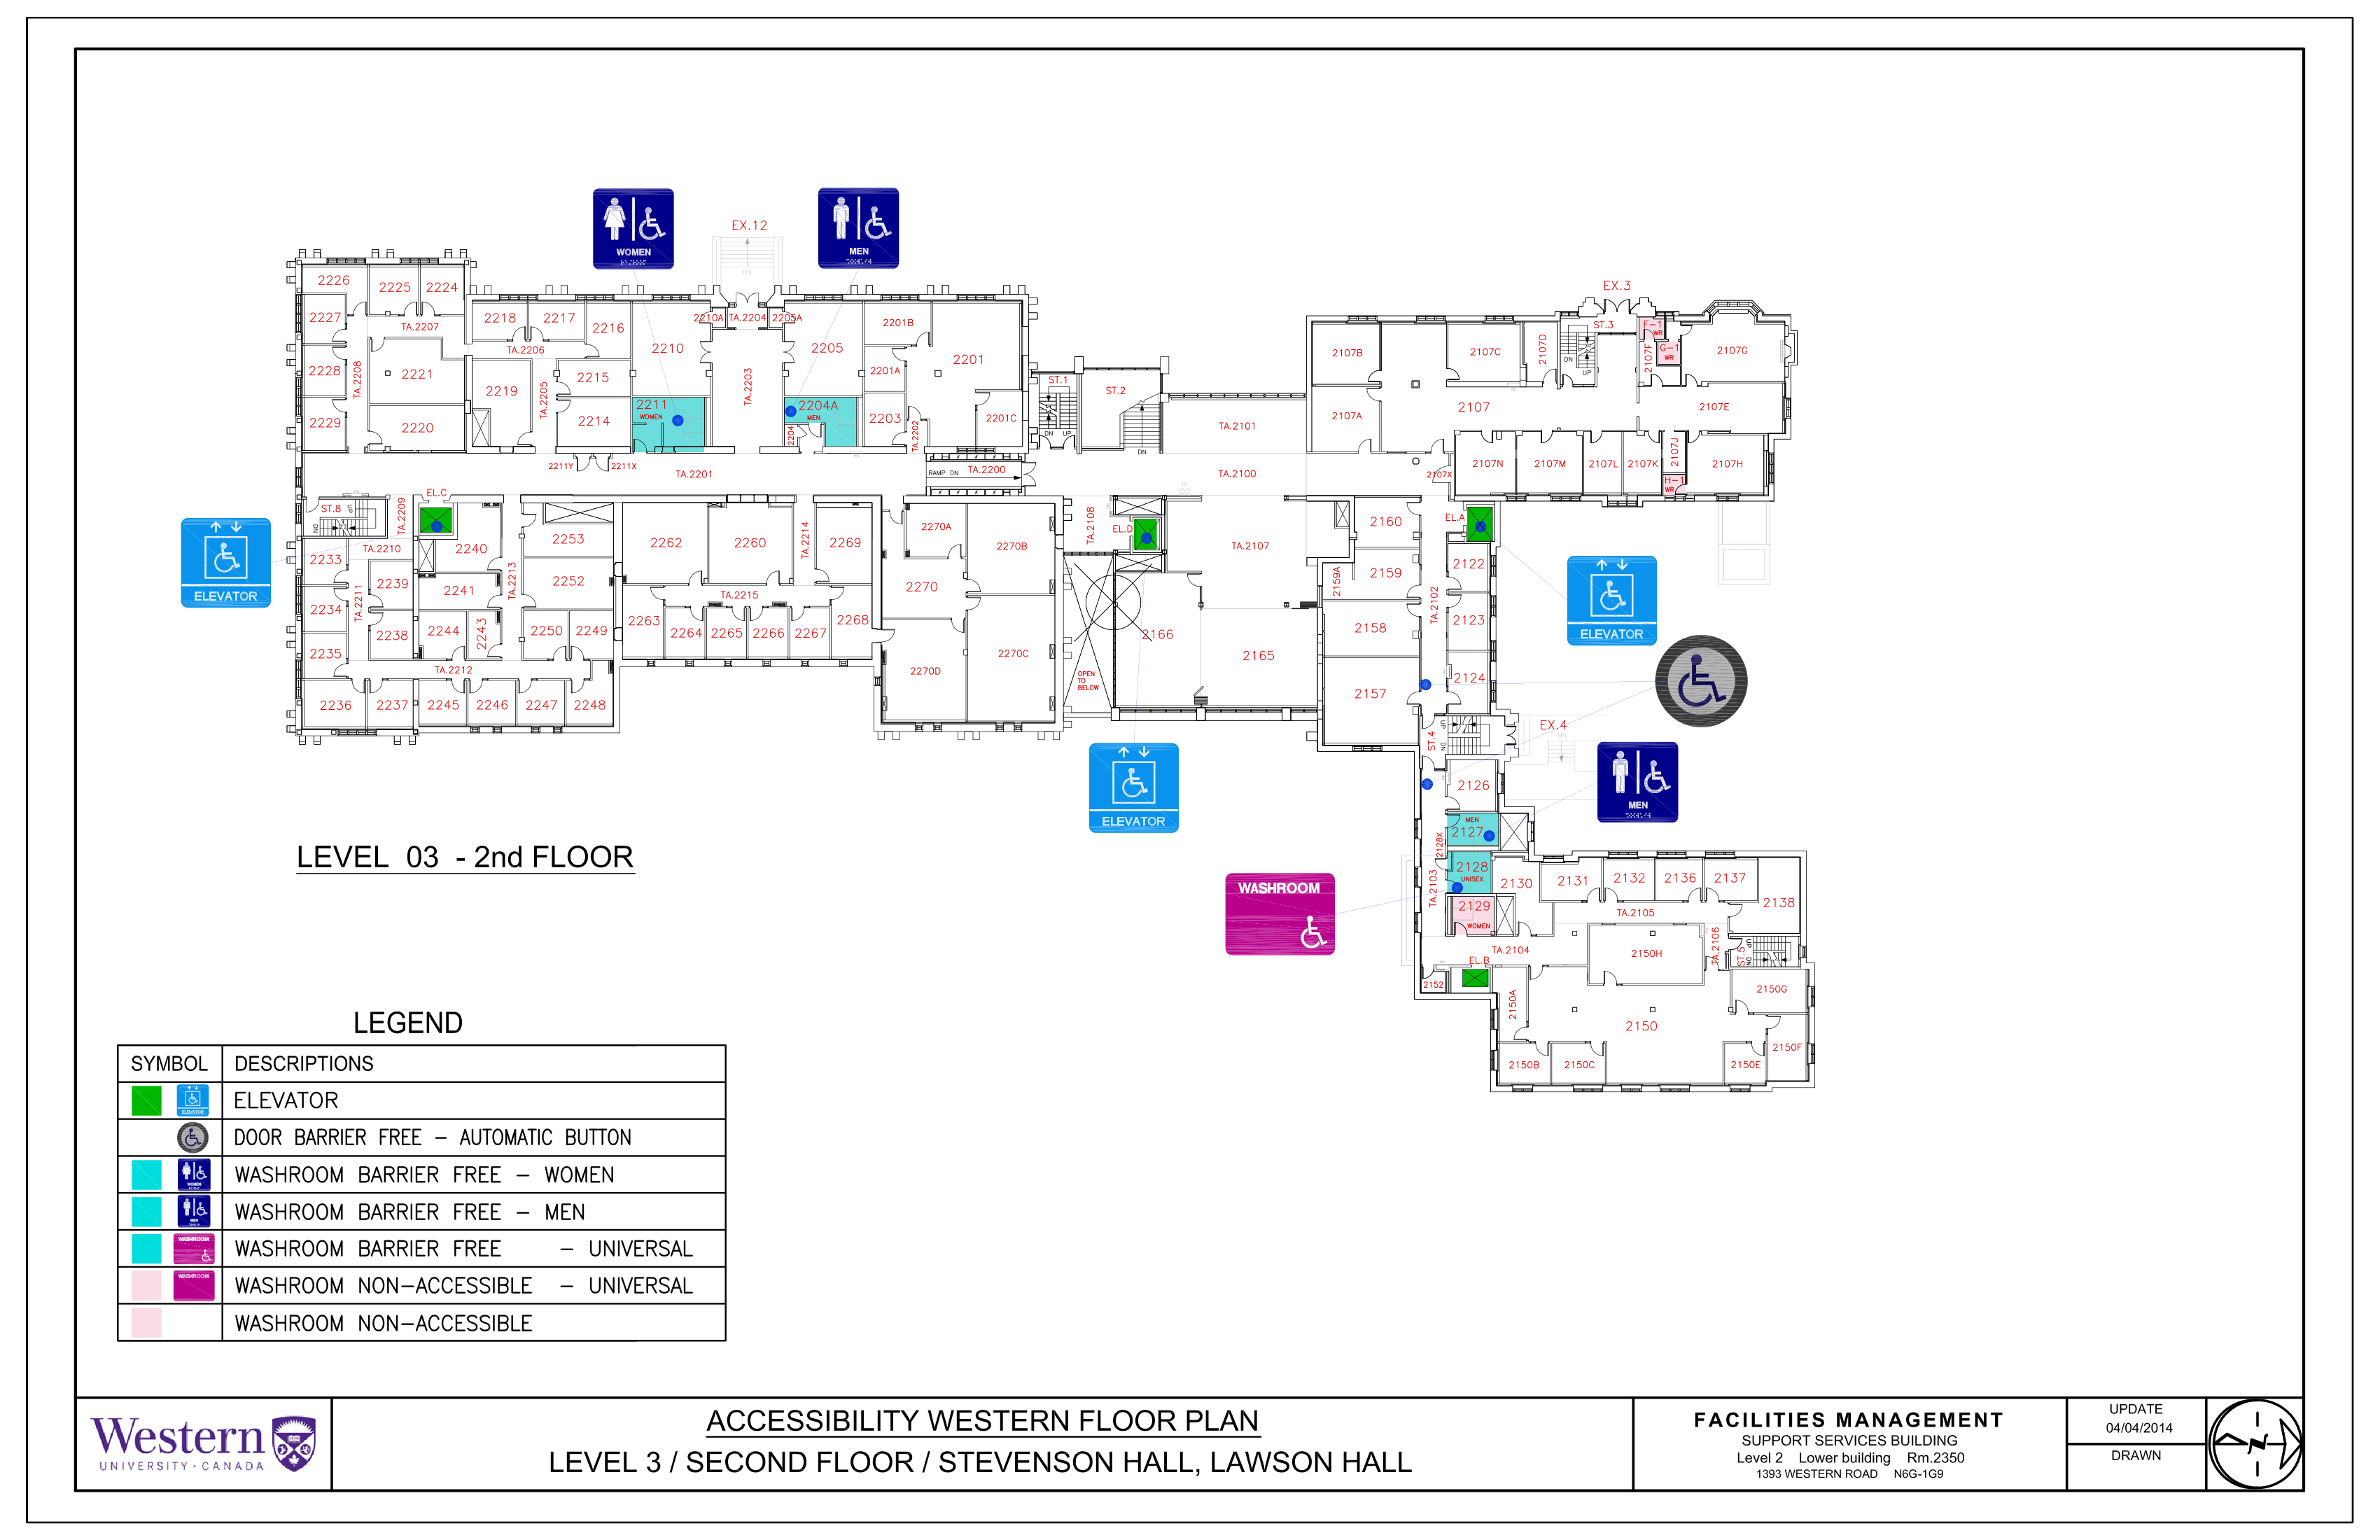 WOMEN
MEN
EX.12
DN
EX.3
2226
2225
2224
2227
TA.2207
2218
2217
2216
2210A
TA.2204
2205A
2201B
ST.3
F-1
WR
2210
2205
TA.2206
2201
2107B
2107C
2107D
DN
UP
2107F
G-1
WR
2107G
2228
TA.2208
2221
2219
TA.2205
2215
TA.2203
2201A
ST.1
ST.2
2229
2220
2214
2211
WOMEN
2204A
MEN
2204
2203
TA.2202
2201C
DN UP
DN
TA.2101
2107A
2107
2107E
2211Y
2211X
TA.2201
RAMP DN
TA.2200
TA.2100
2107X
2107N
2107M
2107L
2107K
2107J
2107H
H-1
WR
EL.C
ST.8
UP
DN
TA.2209
TA.2210
2240
2253
2262
2260
TA.2214
2269
2270A
2270B
TA.2108
EL.D
TA.2107
2160
EL.A
2233
2239
2241
TA.2213
2252
TA.2215
2270
2159A
2159
TA.2102
2122
ELEVATOR
2234
TA.2211
2238
2244
2243
2250
2249
2263
2264
2265
2266
2267
2268
2166
2165
2158
2123
ELEVATOR
2235
TA.2212
2270D
2270C
OPEN
TO
BELOW
2157
2124
2236
2237
2245
2246
2247
2248
ST.4
UP
DN
EX.4
DN
ELEVATOR
2126
MEN
MEN
2127
2128X
LEVEL 03 - 2nd FLOOR
WASHROOM
TA.2103
2128
UNISEX
2129
WOMEN
2130
2131
2132
2136
2137
2138
TA.2105
TA.2104
2150H
TA.2106
ST.5
UP
DN
EL.B
2152
2150A
2150G
2150
2150F
2150B
2150C
2150E
LEGEND
SYMBOL DESCRIPTIONS
ELEVATOR ELEVATOR
DOOR BARRIER FREE - AUTOMATIC BUTTON
WOMEN WASHROOM BARRIER FREE - WOMEN
MEN WASHROOM BARRIER FREE - MEN
WASHROOM WASHROOM BARRIER FREE - UNIVERSAL
WASHROOM WASHROOM NON-ACCESSIBLE - UNIVERSAL
WASHROOM NON-ACCESSIBLE
Western
UNIVERSITY · CANADA
ACCESSIBILITY WESTERN FLOOR PLAN
LEVEL 3 / SECOND FLOOR / STEVENSON HALL, LAWSON HALL
FACILITIES MANAGEMENT
SUPPORT SERVICES BUILDING
Level 2 Lower building Rm.2350
1393 WESTERN ROAD N6G-1G9
UPDATE
04/04/2014
DRAWN
N